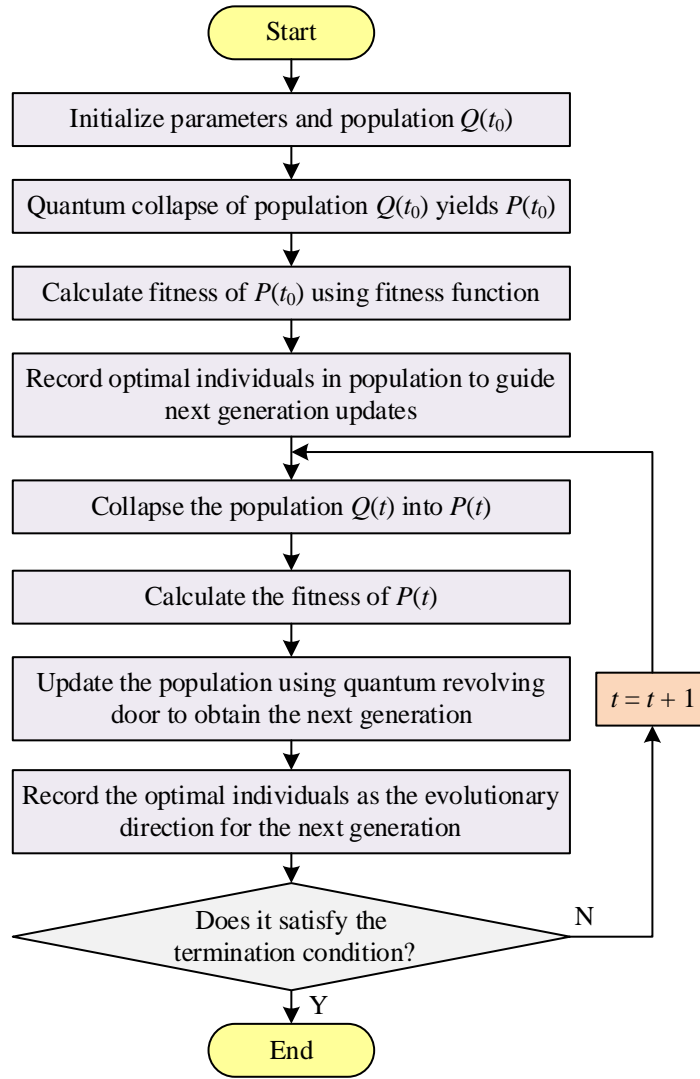 Start
Initialize parameters and population Q(t₀)
Quantum collapse of population Q(t₀) yields P(t₀)
Calculate fitness of P(t₀) using fitness function
Record optimal individuals in population to guide
next generation updates
Collapse the population Q(t) into P(t)
Calculate the fitness of P(t)
Update the population using quantum revolving
door to obtain the next generation
t = t + 1
Record the optimal individuals as the evolutionary
direction for the next generation
Does it satisfy the
termination condition?
N
Y
End